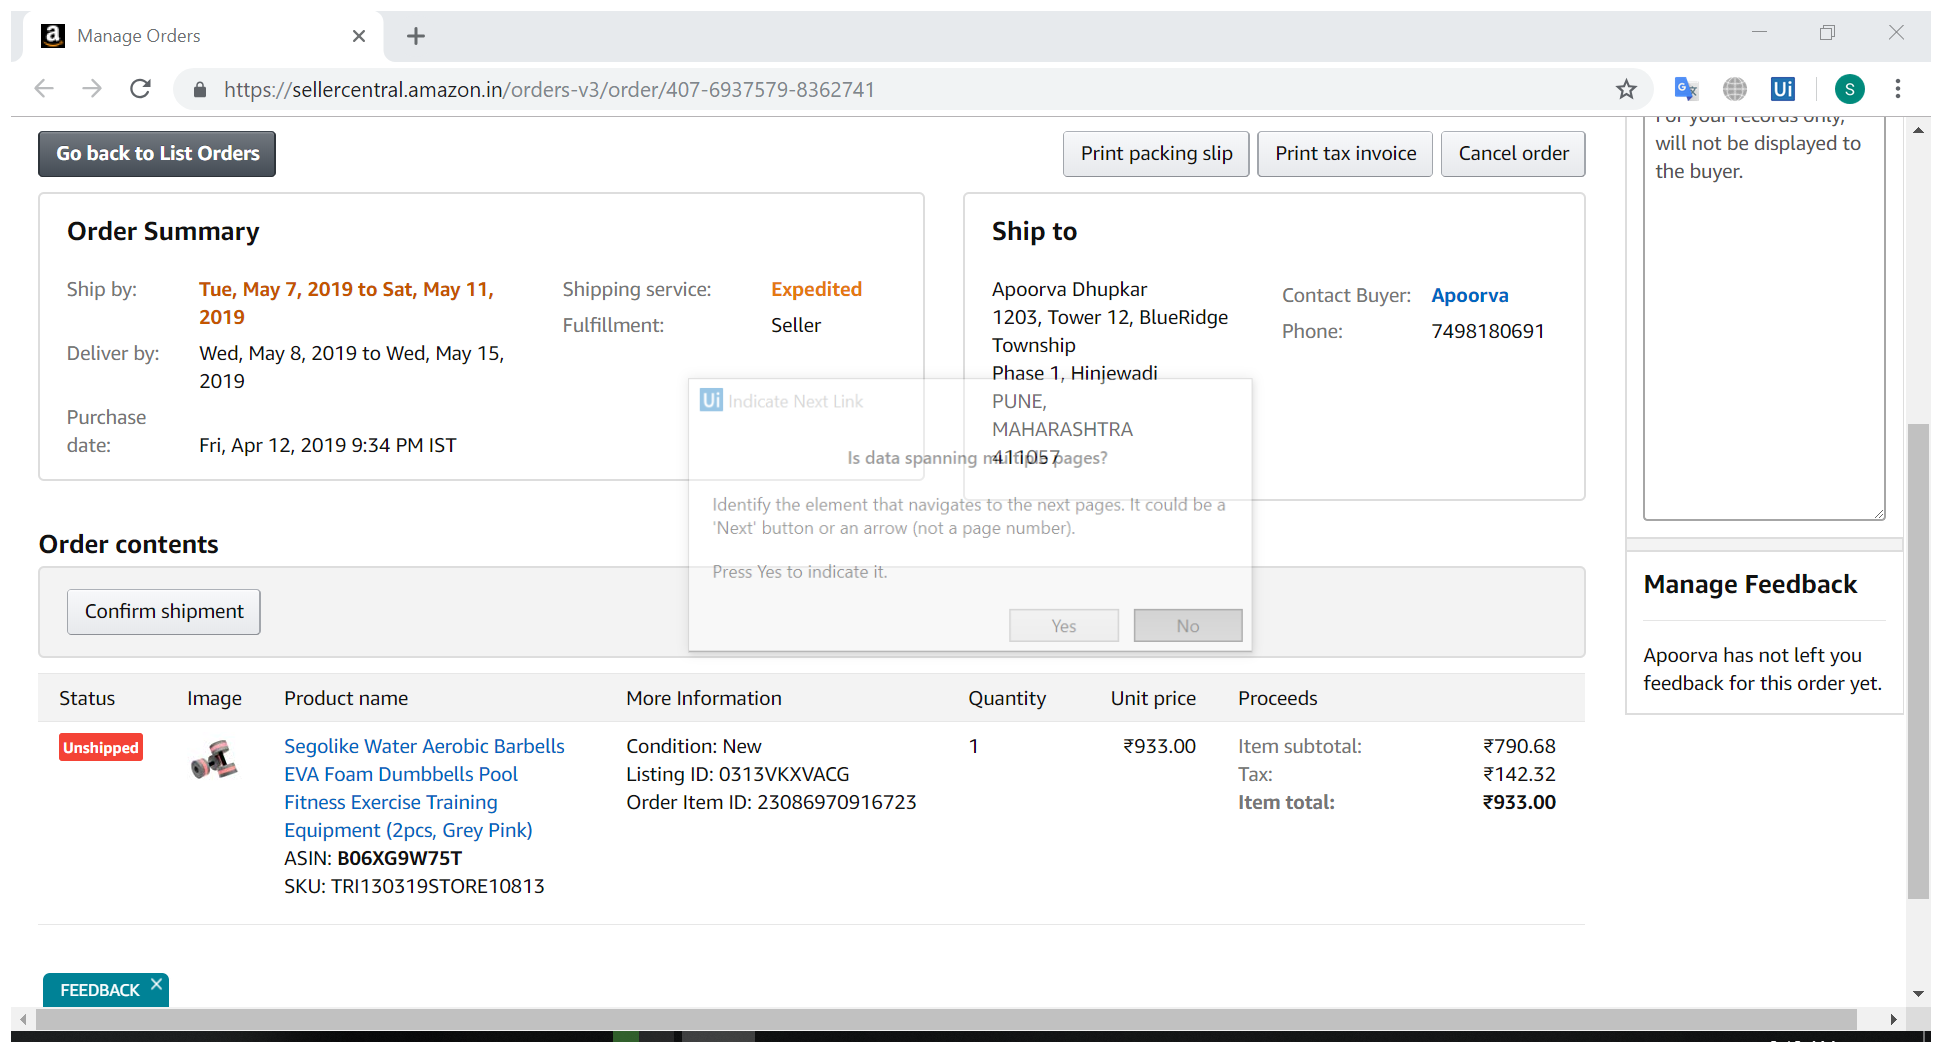 Manage Orders
https://sellercentral.amazon.in/orders-v3/order/407-6937579-8362741
Ui
S
Go back to List Orders
Print packing slip
Print tax invoice
Cancel order
For your records only,
will not be displayed to
the buyer.
Order Summary
Ship by:
Tue, May 7, 2019 to Sat, May 11,
2019
Deliver by:
Wed, May 8, 2019 to Wed, May 15,
2019
Purchase
date:
Fri, Apr 12, 2019 9:34 PM IST
Shipping service:
Expedited
Fulfillment:
Seller
Ship to
Apoorva Dhupkar
1203, Tower 12, BlueRidge
Township
Phase 1, Hinjewadi
PUNE,
MAHARASHTRA
411057
Contact Buyer:
Apoorva
Phone:
7498180691
Ui Indicate Next Link
Is data spanning multiple pages?
Identify the element that navigates to the next pages. It could be a
'Next' button or an arrow (not a page number).
Press Yes to indicate it.
Yes
No
Order contents
Confirm shipment
Manage Feedback
Apoorva has not left you
feedback for this order yet.
Status
Image
Product name
More Information
Quantity
Unit price
Proceeds
Unshipped
Segolike Water Aerobic Barbells
EVA Foam Dumbbells Pool
Fitness Exercise Training
Equipment (2pcs, Grey Pink)
ASIN: B06XG9W75T
SKU: TRI130319STORE10813
Condition: New
Listing ID: 0313VKXVACG
Order Item ID: 23086970916723
1
₹933.00
Item subtotal:
₹790.68
Tax:
₹142.32
Item total:
₹933.00
FEEDBACK